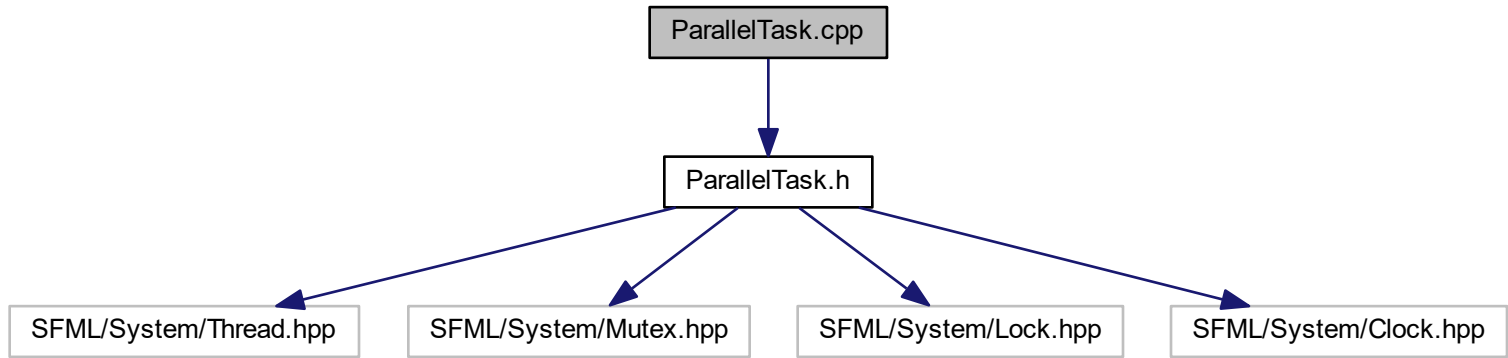 ParallelTask.cpp
ParallelTask.h
SFML/System/Thread.hpp
SFML/System/Mutex.hpp
SFML/System/Lock.hpp
SFML/System/Clock.hpp